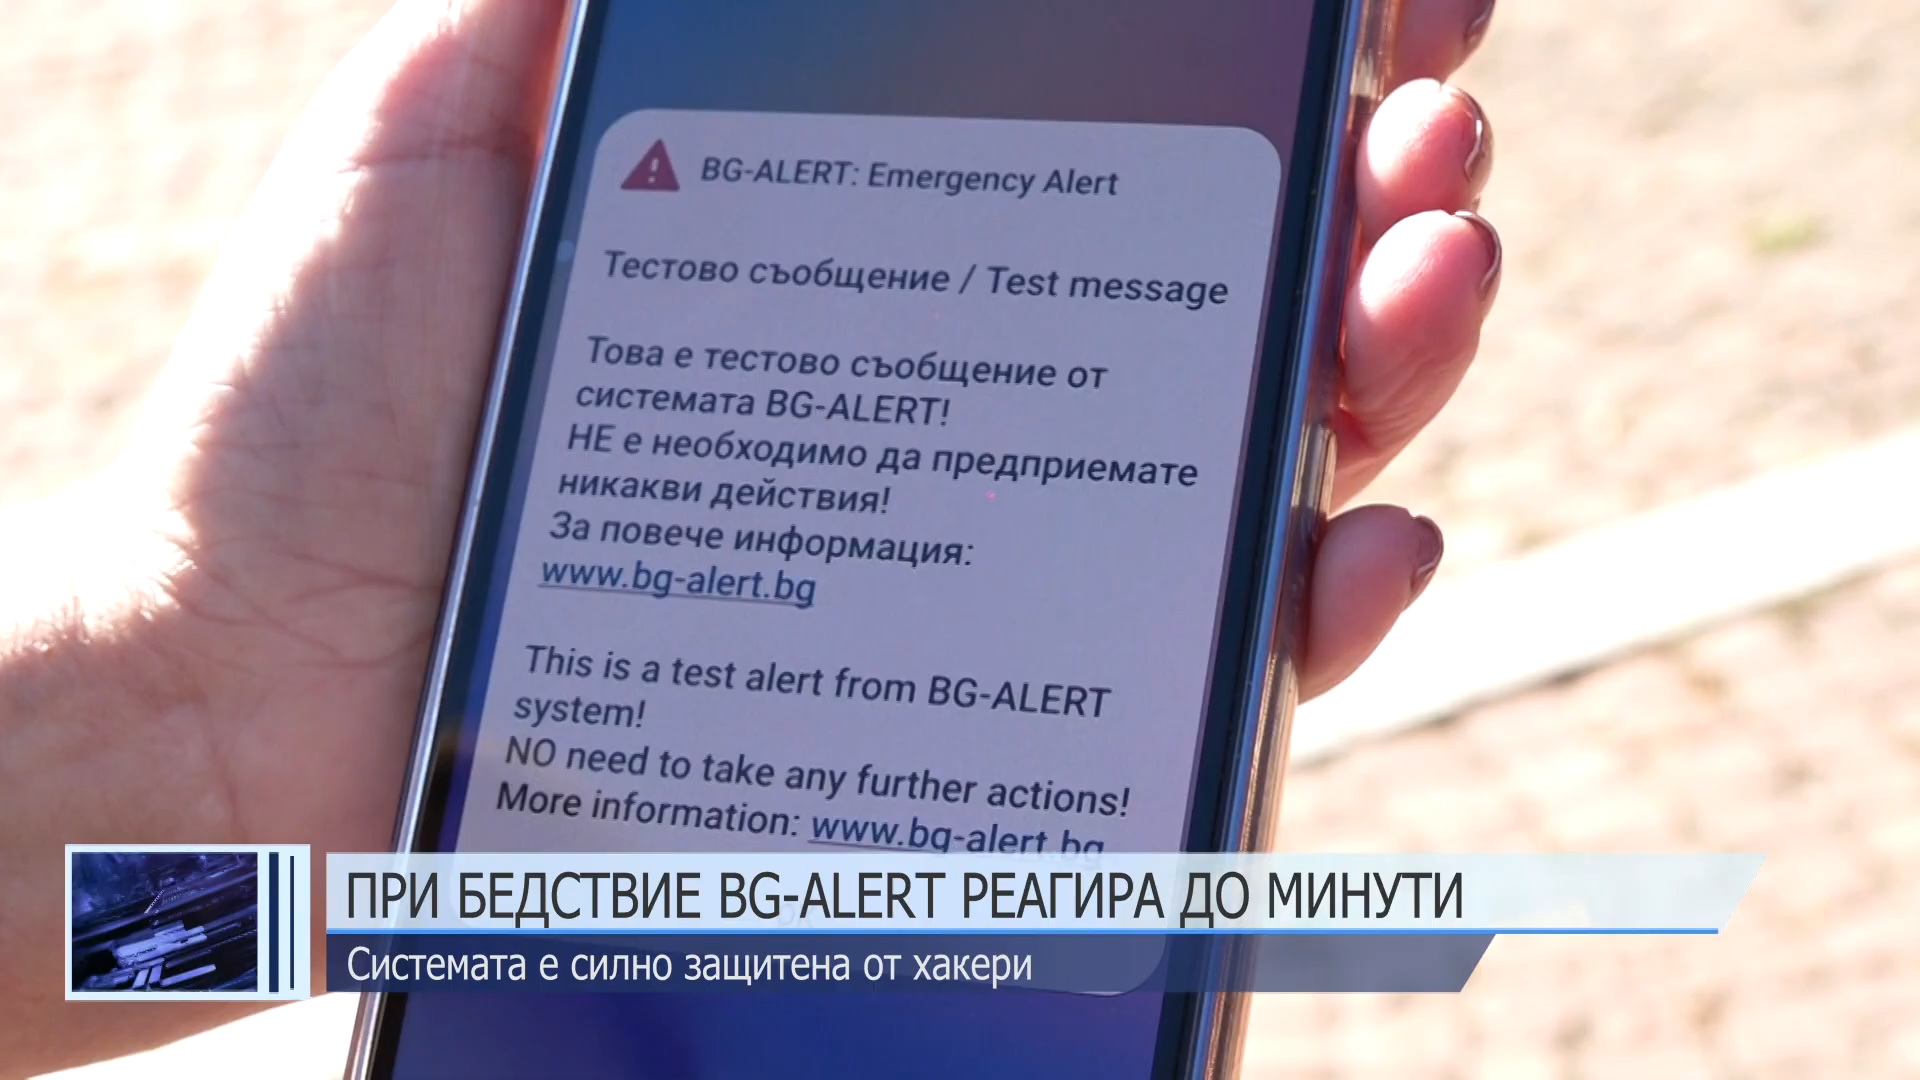 BG-ALERT: Emergency Alert
Тестово съобщение / Test message
Това е тестово съобщение от
системата BG-ALERT!
НЕ е необходимо да предприемате
никакви действия!
За повече информация:
www.bg-alert.bg
This is a test alert from BG-ALERT
system!
NO need to take any further actions!
More information: www.bg-alert.bg
ПРИ БЕДСТВИЕ BG-ALERT РЕАГИРА ДО МИНУТИ
Системата е силно защитена от хакери